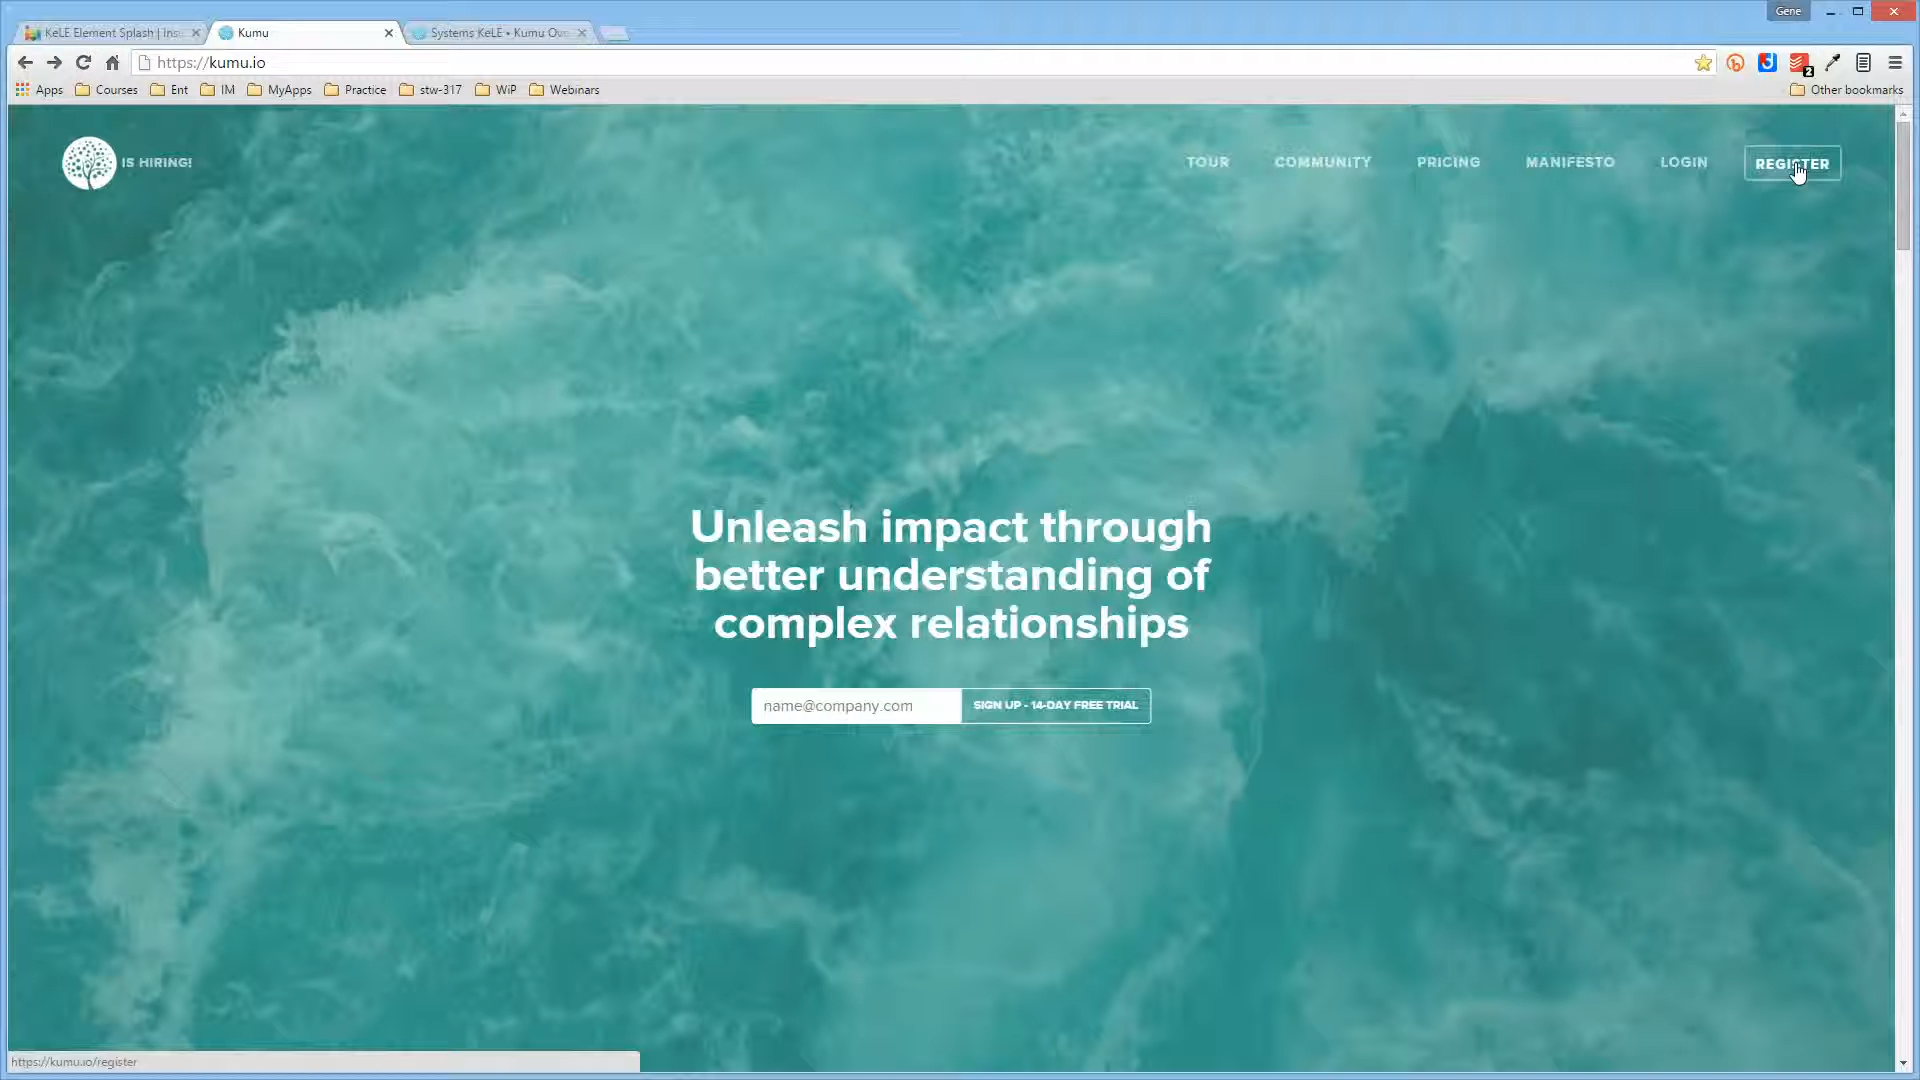 Gene
KeLE Element Splash | Ins
Kumu
Systems KeLE • Kumu Ov
https://kumu.io
2
Apps
Courses
Ent
IM
MyApps
Practice
stw-317
WiP
Webinars
Other bookmarks
IS HIRING!
TOUR
COMMUNITY
PRICING
MANIFESTO
LOGIN
REGISTER
Unleash impact through
better understanding of
complex relationships
name@company.com
SIGN UP - 14-DAY FREE TRIAL
https://kumu.io/register